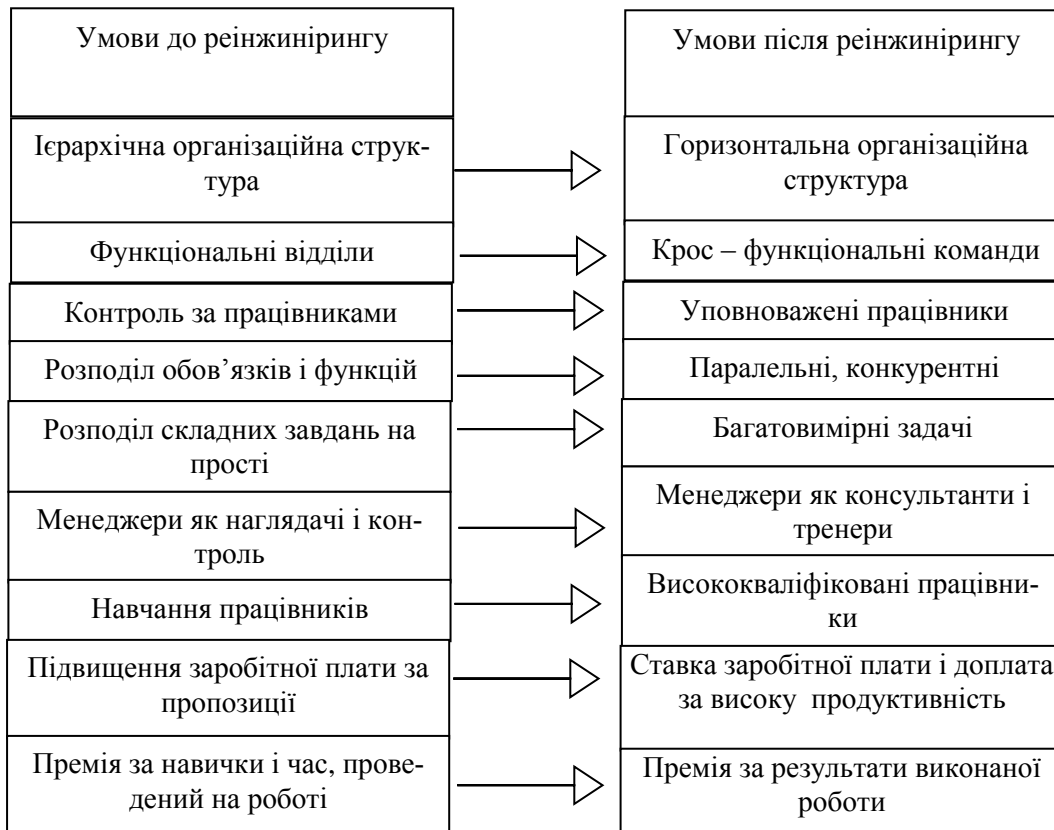 Умови до реінжинірингу
Умови після реінжинірингу
Ієрархічна організаційна струк-
тура
Горизонтальна організаційна
структура
Функціональні відділи
Крос – функціональні команди
Контроль за працівниками
Уповноважені працівники
Розподіл обов’язків і функцій
Паралельні, конкурентні
Розподіл складних завдань на
прості
Багатовимірні задачі
Менеджери як наглядачі і кон-
троль
Менеджери як консультанти і
тренери
Навчання працівників
Висококваліфіковані працівни-
ки
Підвищення заробітної плати за
пропозиції
Ставка заробітної плати і доплата
за високу продуктивність
Премія за навички і час, прове-
дений на роботі
Премія за результати виконаної
роботи